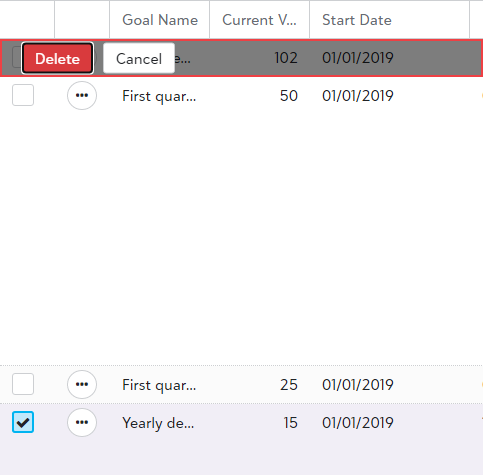 Goal Name Current V... Start Date
Delete Cancel e... 102 01/01/2019
First quar... 50 01/01/2019
First quar... 25 01/01/2019
Yearly de... 15 01/01/2019